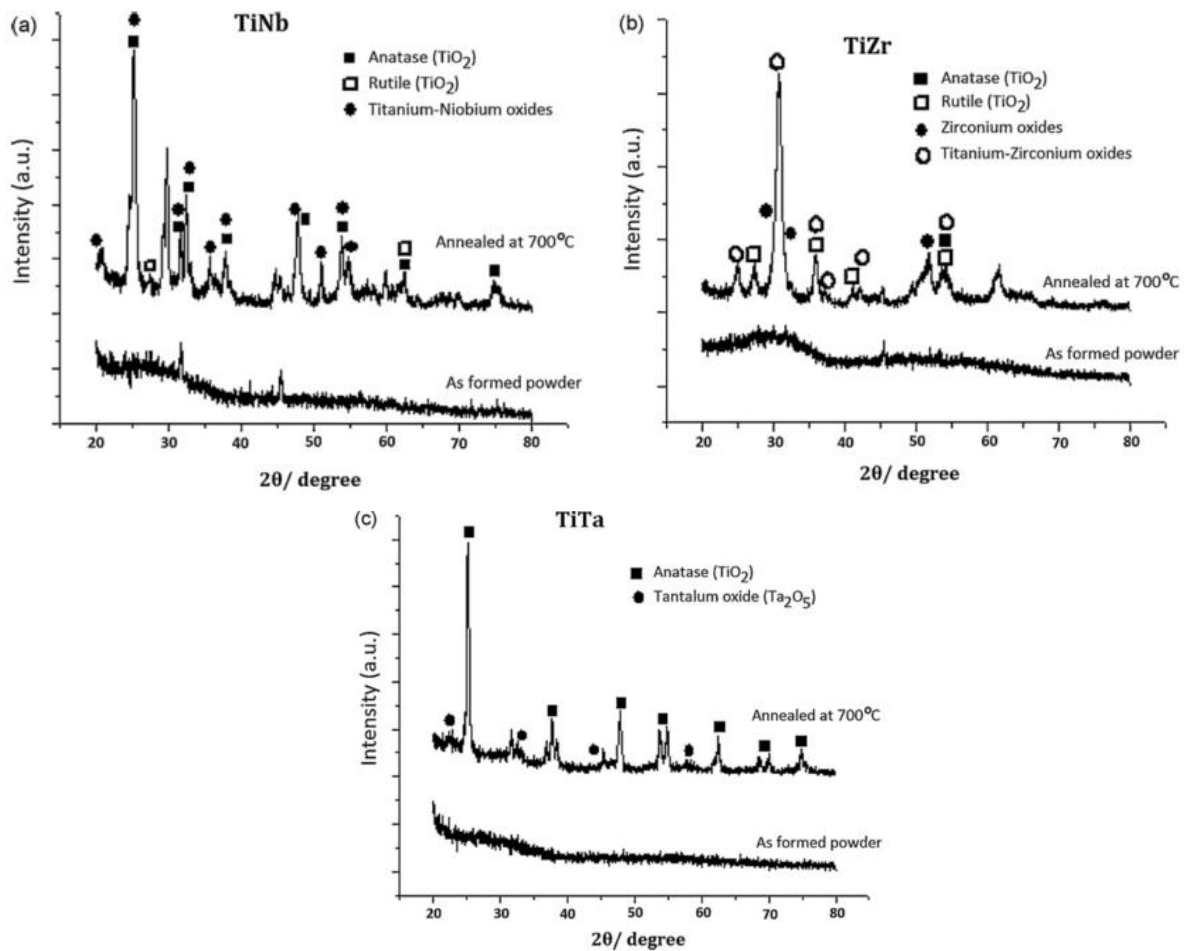 (a)
TiNb
Anatase (TiO2)
Rutile (TiO2)
Titanium-Niobium oxides
Intensity (a.u.)
Annealed at 700°C
As formed powder
20 30 40 50 60 70 80
2θ/ degree
(b)
TiZr
Anatase (TiO2)
Rutile (TiO2)
Zirconium oxides
Titanium-Zirconium oxides
Intensity (a.u.)
Annealed at 700°C
As formed powder
20 30 40 50 60 70 80
2θ/ degree
(c)
TiTa
Anatase (TiO2)
Tantalum oxide (Ta2O5)
Intensity (a.u.)
Annealed at 700°C
As formed powder
20 30 40 50 60 70 80
2θ/ degree